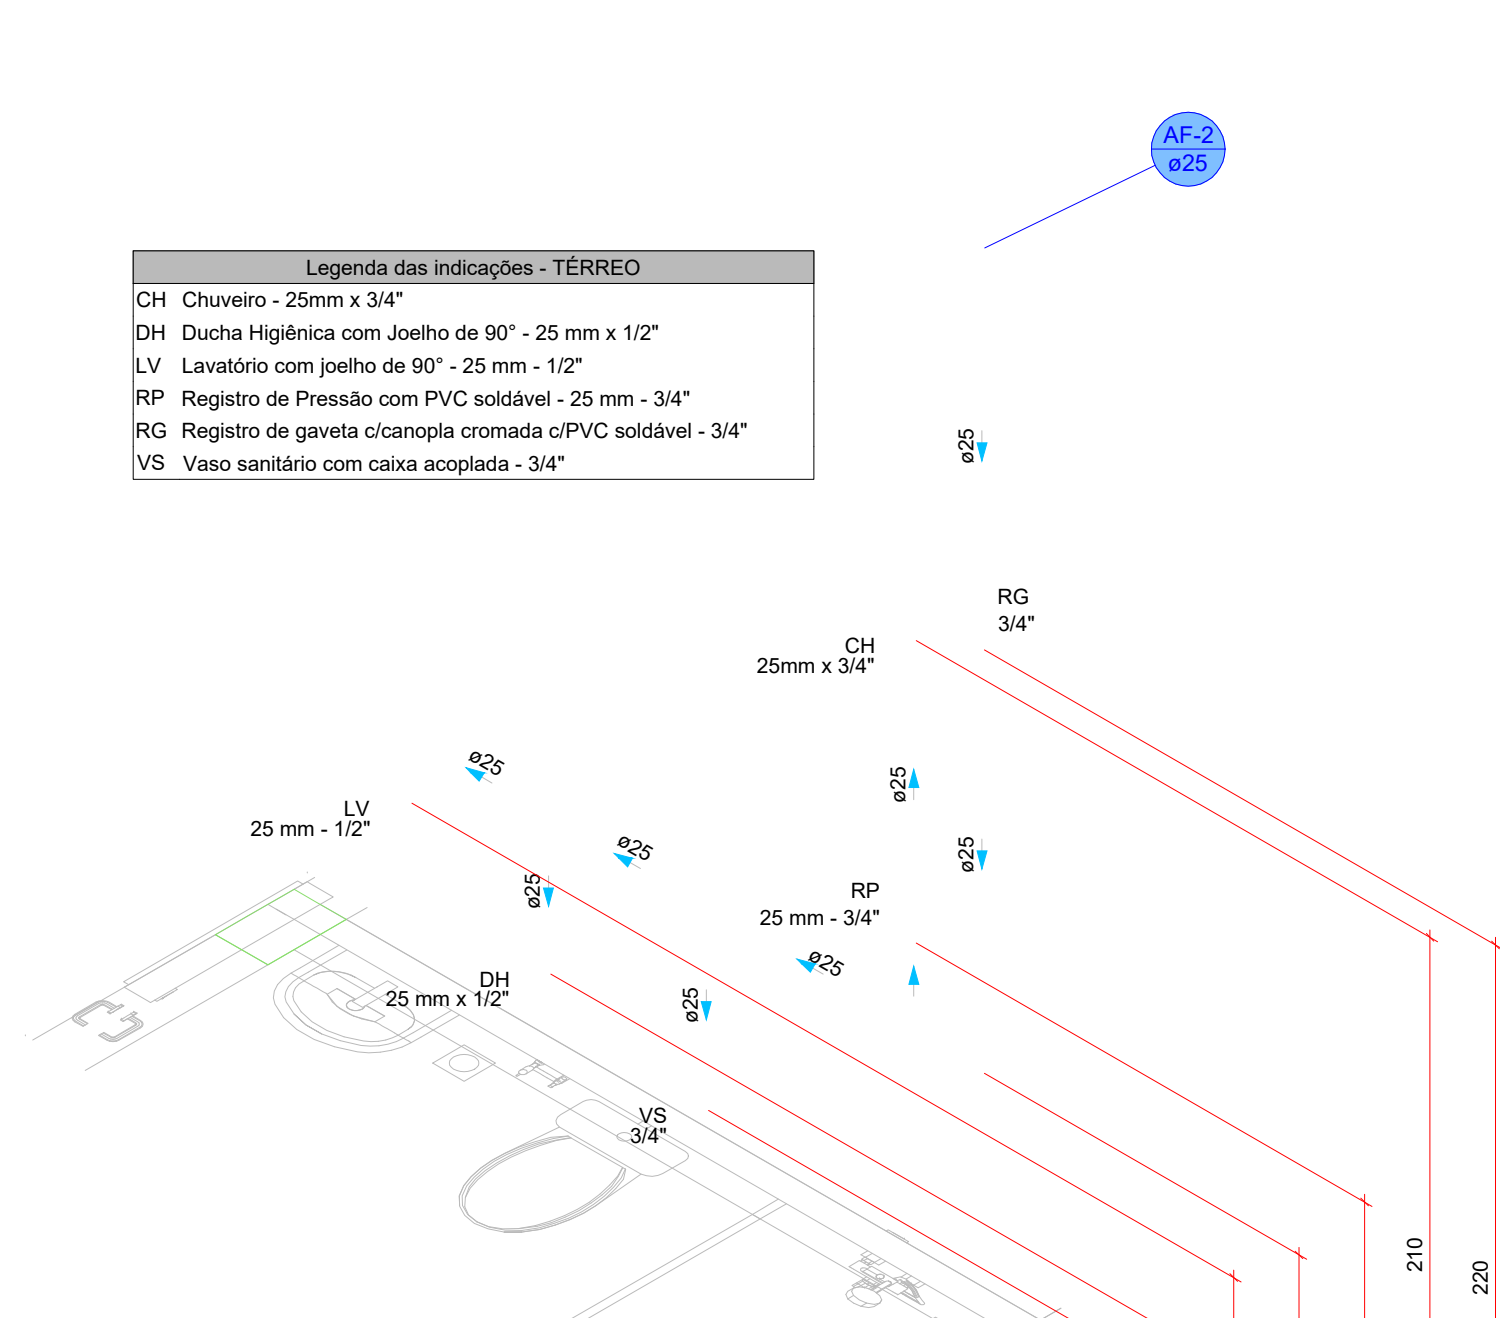 AF-2
ø25
Legenda das indicações - TÉRREO
CH Chuveiro - 25mm x 3/4"
DH Ducha Higiênica com Joelho de 90° - 25 mm x 1/2"
LV Lavatório com joelho de 90° - 25 mm - 1/2"
RP Registro de Pressão com PVC soldável - 25 mm - 3/4"
RG Registro de gaveta c/canopla cromada c/PVC soldável - 3/4"
VS Vaso sanitário com caixa acoplada - 3/4"
ø25
RG
3/4"
CH
25mm x 3/4"
ø25
ø25
LV
25 mm - 1/2"
ø25
ø25
ø25
RP
25 mm - 3/4"
ø25
DH
25 mm x 1/2"
ø25
VS
3/4"
210
220